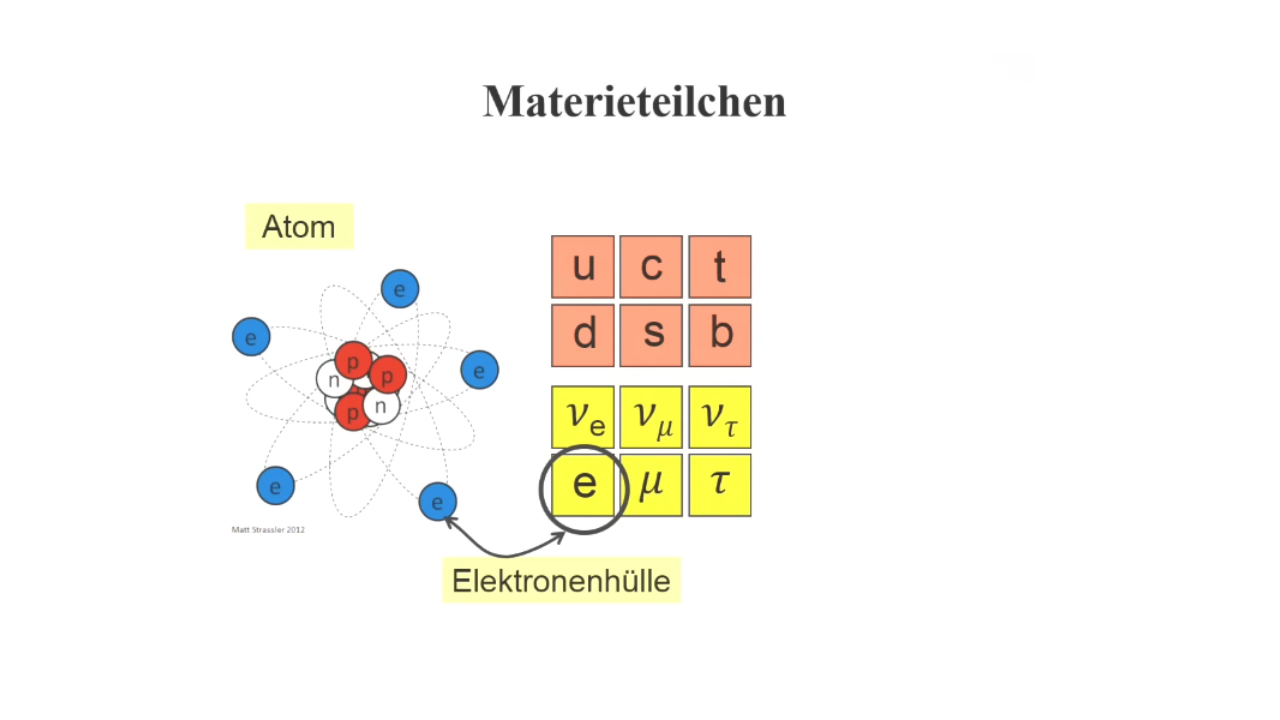 Materieteilchen
Atom
e
e
e
p
p
n
n
p
e
e
Matt Strassler 2012
u c t
d s b
νe νμ ντ
e μ τ
Elektronenhülle